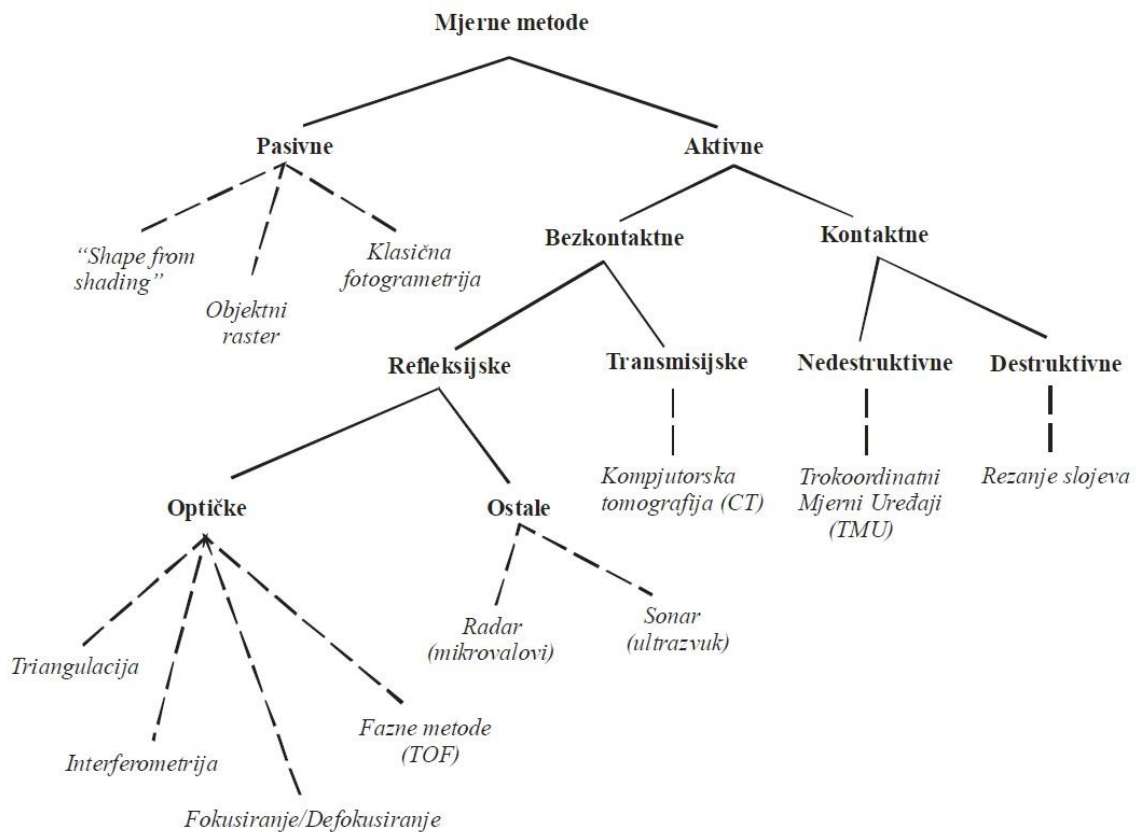 Mjerne metode
Pasivne
Aktivne
“Shape from
shading”
Objektni
raster
Klasična
fotogrametrija
Bezkontaktne
Kontaktne
Refleksijske
Transmisijske
Nedestruktivne
Destruktivne
Kompjutorska
tomografija (CT)
Trokoordinatni
Mjerni Uređaji
(TMU)
Rezanje slojeva
Optičke
Ostale
Triangulacija
Interferometrija
Fokusiranje/Defokusiranje
Fazne metode
(TOF)
Radar
(mikrovalovi)
Sonar
(ultrazvuk)